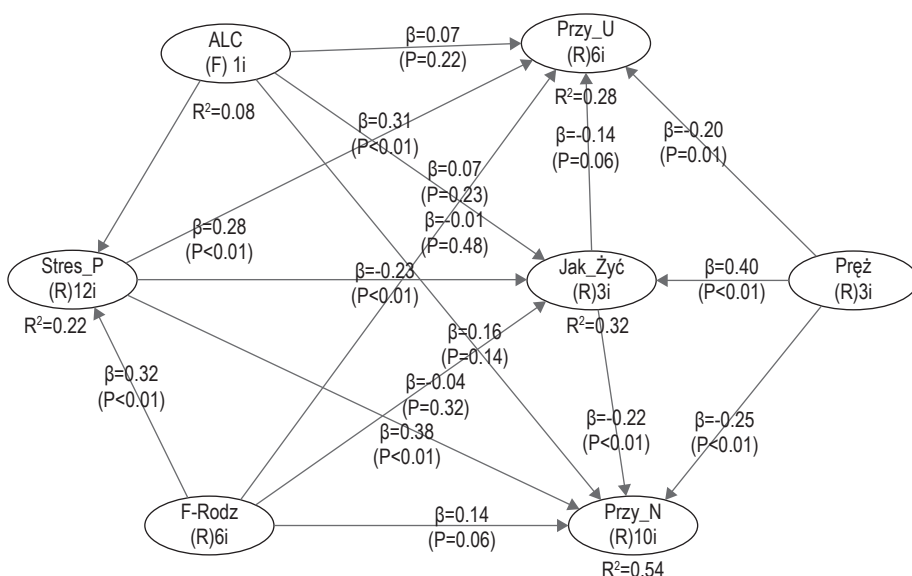 ALC
(F) 1i
β=0.07
(P=0.22)
Przy_U
(R)6i
R²=0.08
R²=0.28
β=0.31
(P<0.01)
β=-0.14
(P=0.06)
β=-0.20
(P=0.01)
β=0.07
(P=0.23)
β=-0.01
(P=0.48)
β=0.28
(P<0.01)
Stres_P
(R)12i
R²=0.22
β=-0.23
(P<0.01)
Jak_Żyć
(R)3i
R²=0.32
β=0.40
(P<0.01)
Pręż
(R)3i
β=0.16
(P=0.14)
β=0.32
(P<0.01)
β=-0.04
(P=0.32)
β=0.38
(P<0.01)
β=-0.22
(P<0.01)
β=-0.25
(P<0.01)
F-Rodz
(R)6i
β=0.14
(P=0.06)
Przy_N
(R)10i
R²=0.54